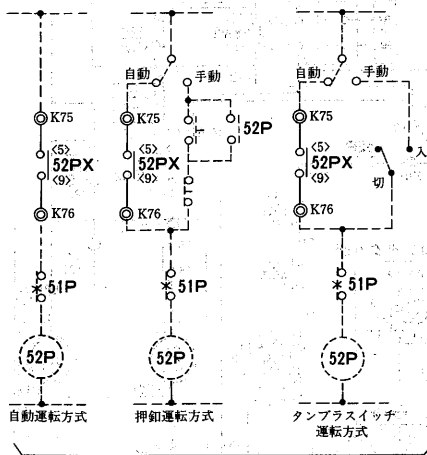 自動
手動
自動
手動
K75
K75
52P
K75
<5>
52PX
<9>
<5>
52PX
<9>
<5>
52PX
<9>
入
切
K76
K76
K76
51P
51P
51P
52P
52P
52P
自動運転方式
押釦運転方式
タンブラスイッチ
運転方式